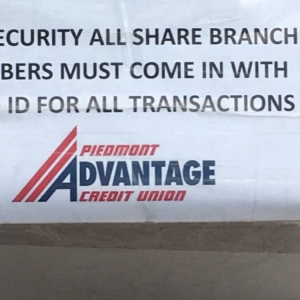 ECURITY ALL SHARE BRANCH
BERS MUST COME IN WITH
ID FOR ALL TRANSACTIONS
PIEDMONT
ADVANTAGE
CREDIT UNION